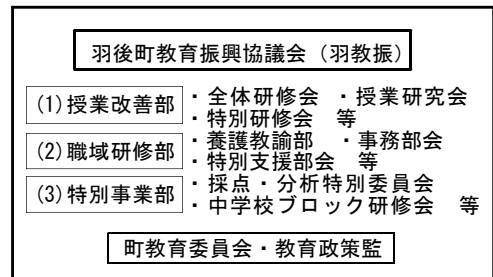 羽後町教育振興協議会（羽教振）
(1)授業改善部
・全体研修会　・授業研究会
・特別研修会　等
(2)職域研修部
・養護教諭部　・事務部会
・特別支援部会　等
(3)特別事業部
・採点・分析特別委員会
・中学校ブロック研修会　等
町教育委員会・教育政策監